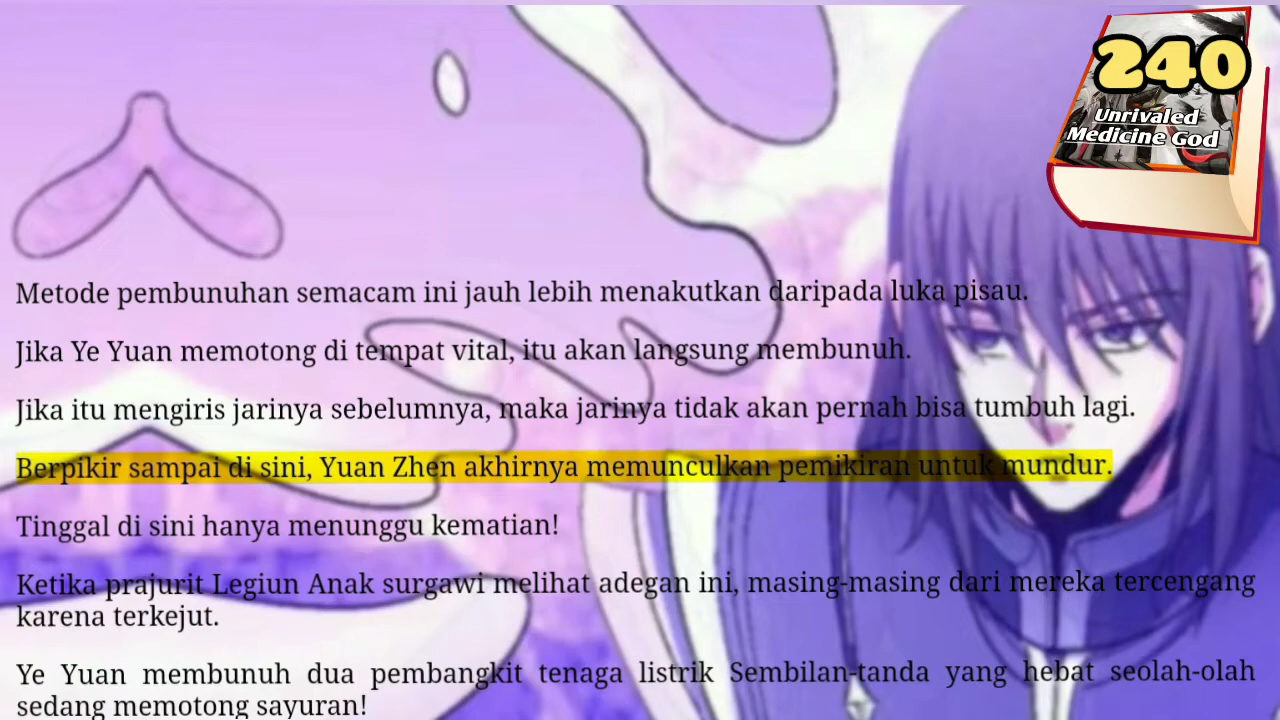 240
Unrivaled
Medicine God
Metode pembunuhan semacam ini jauh lebih menakutkan daripada luka pisau.
Jika Ye Yuan memotong di tempat vital, itu akan langsung membunuh.
Jika itu mengiris jarinya sebelumnya, maka jarinya tidak akan pernah bisa tumbuh lagi.
Berpikir sampai di sini, Yuan Zhen akhirnya memunculkan pemikiran untuk mundur.
Tinggal di sini hanya menunggu kematian!
Ketika prajurit Legiun Anak surgawi melihat adegan ini, masing-masing dari mereka tercengang
karena terkejut.
Ye Yuan membunuh dua pembangkit tenaga listrik Sembilan-tanda yang hebat seolah-olah
sedang memotong sayuran!